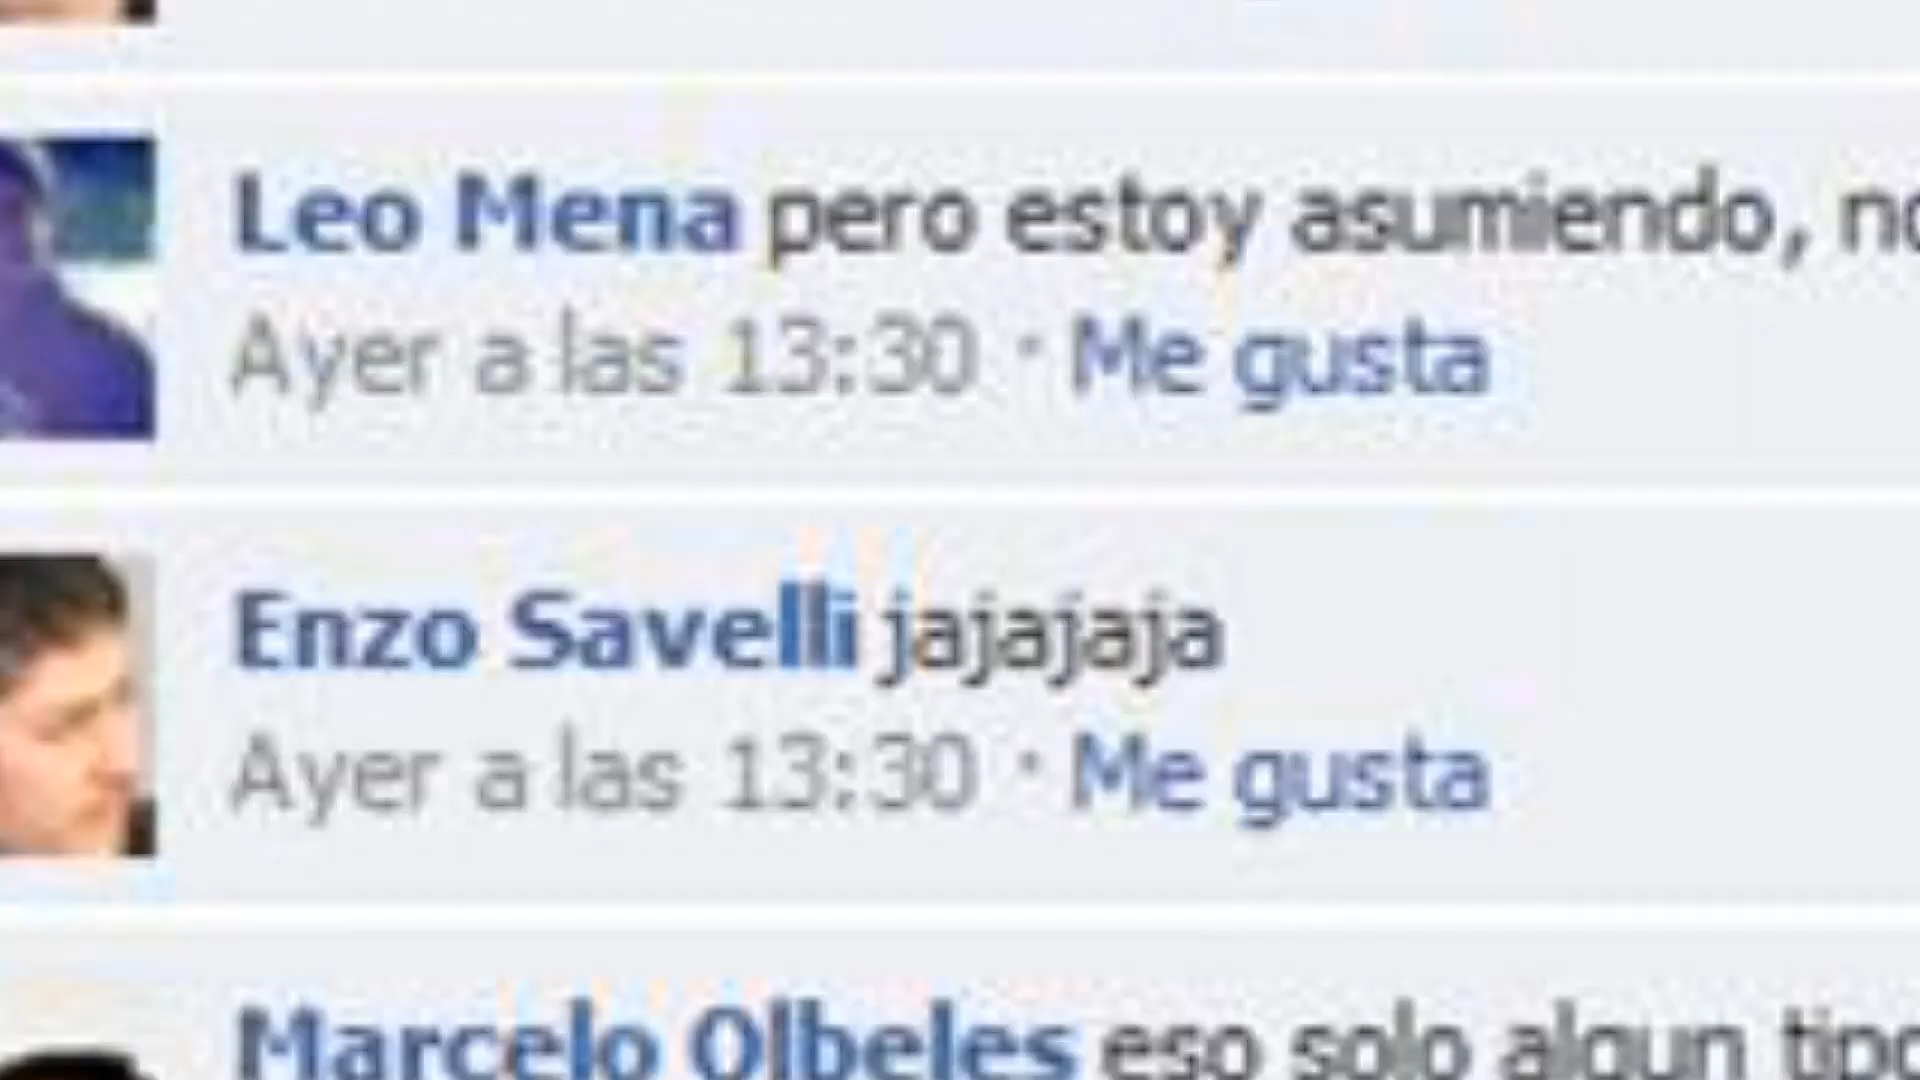 Leo Mena pero estoy asumiendo,
Ayer a las 13:30 · Me gusta
Enzo Savelli jajajaja
Ayer a las 13:30 · Me gusta
Marcelo Olbeles eso solo algun